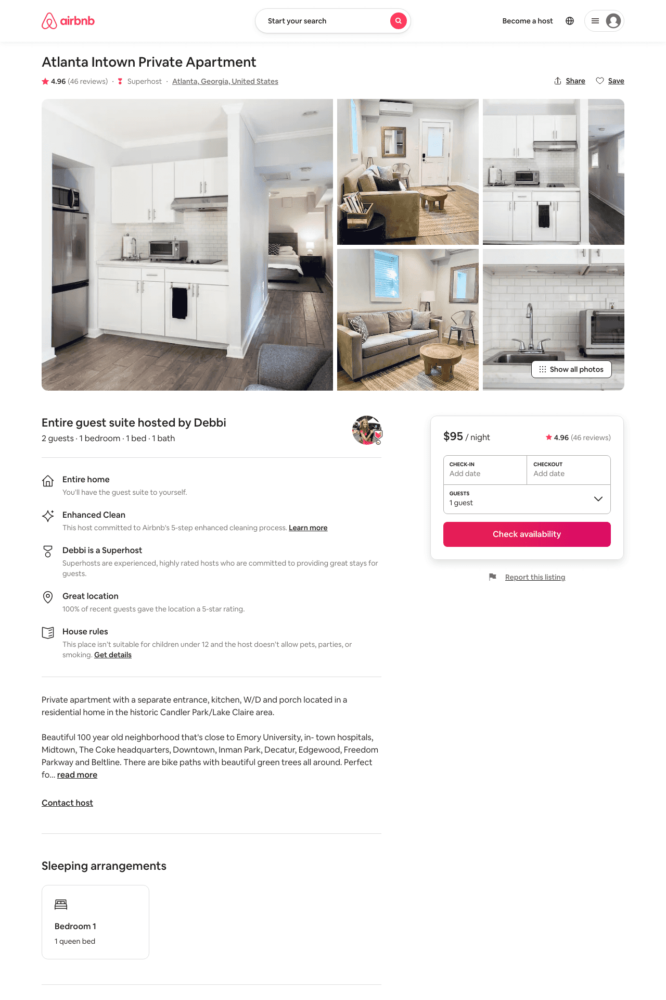 airbnb
Start your search
Become a host
Atlanta Intown Private Apartment
4.96 (46 reviews) · Superhost · Atlanta, Georgia, United States
Share
Save
Show all photos
Entire guest suite hosted by Debbi
2 guests · 1 bedroom · 1 bed · 1 bath
Entire home
You’ll have the guest suite to yourself.
Enhanced Clean
This host committed to Airbnb's 5-step enhanced cleaning process. Learn more
Debbi is a Superhost
Superhosts are experienced, highly rated hosts who are committed to providing great stays for
guests.
Great location
100% of recent guests gave the location a 5-star rating.
House rules
This place isn’t suitable for children under 12 and the host doesn’t allow pets, parties, or
smoking. Get details
$95 / night
4.96 (46 reviews)
CHECK-IN
Add date
CHECKOUT
Add date
GUESTS
1 guest
Check availability
Report this listing
Private apartment with a separate entrance, kitchen, W/D and porch located in a
residential home in the historic Candler Park/Lake Claire area.
Beautiful 100 year old neighborhood that's close to Emory University, in- town hospitals,
Midtown, The Coke headquarters, Downtown, Inman Park, Decatur, Edgewood, Freedom
Parkway and Beltline. There are bike paths with beautiful green trees all around. Perfect
fo... read more
Contact host
Sleeping arrangements
Bedroom 1
1 queen bed